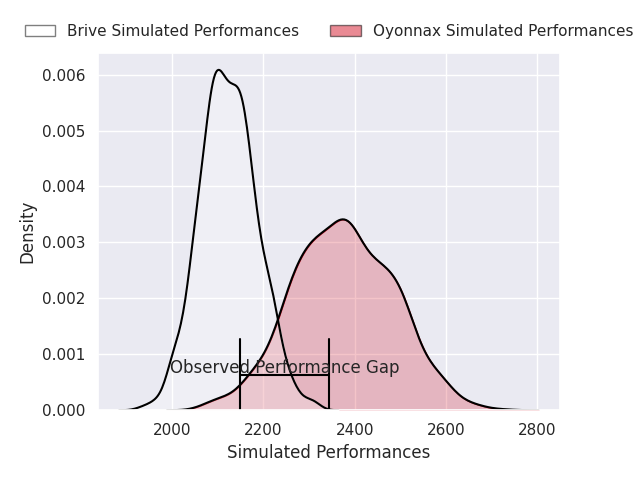 Brive Simulated Performances
Oyonnax Simulated Performances
0.006
0.005
0.004
0.003
0.002
0.001
0.000
Density
Observed Performance Gap
2000
2200
2400
2600
2800
Simulated Performances